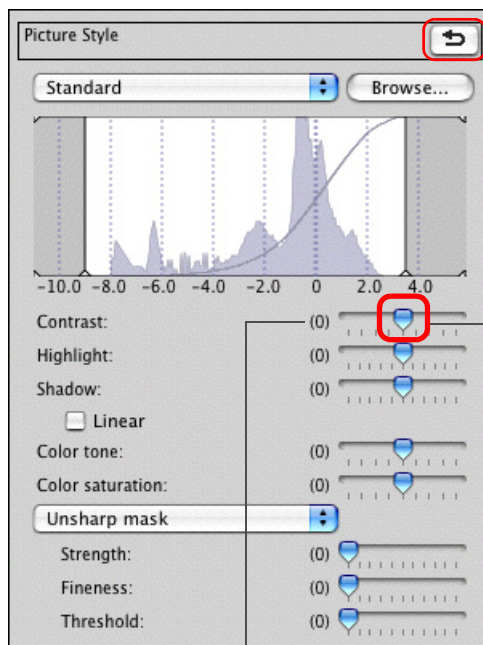 Picture Style
Standard Browse...
-10.0 -8.0 -6.0 -4.0 -2.0 0 2.0 4.0
Contrast: (0)
Highlight: (0)
Shadow: (0)
Linear
Color tone: (0)
Color saturation: (0)
Unsharp mask
Strength: (0)
Fineness: (0)
Threshold: (0)